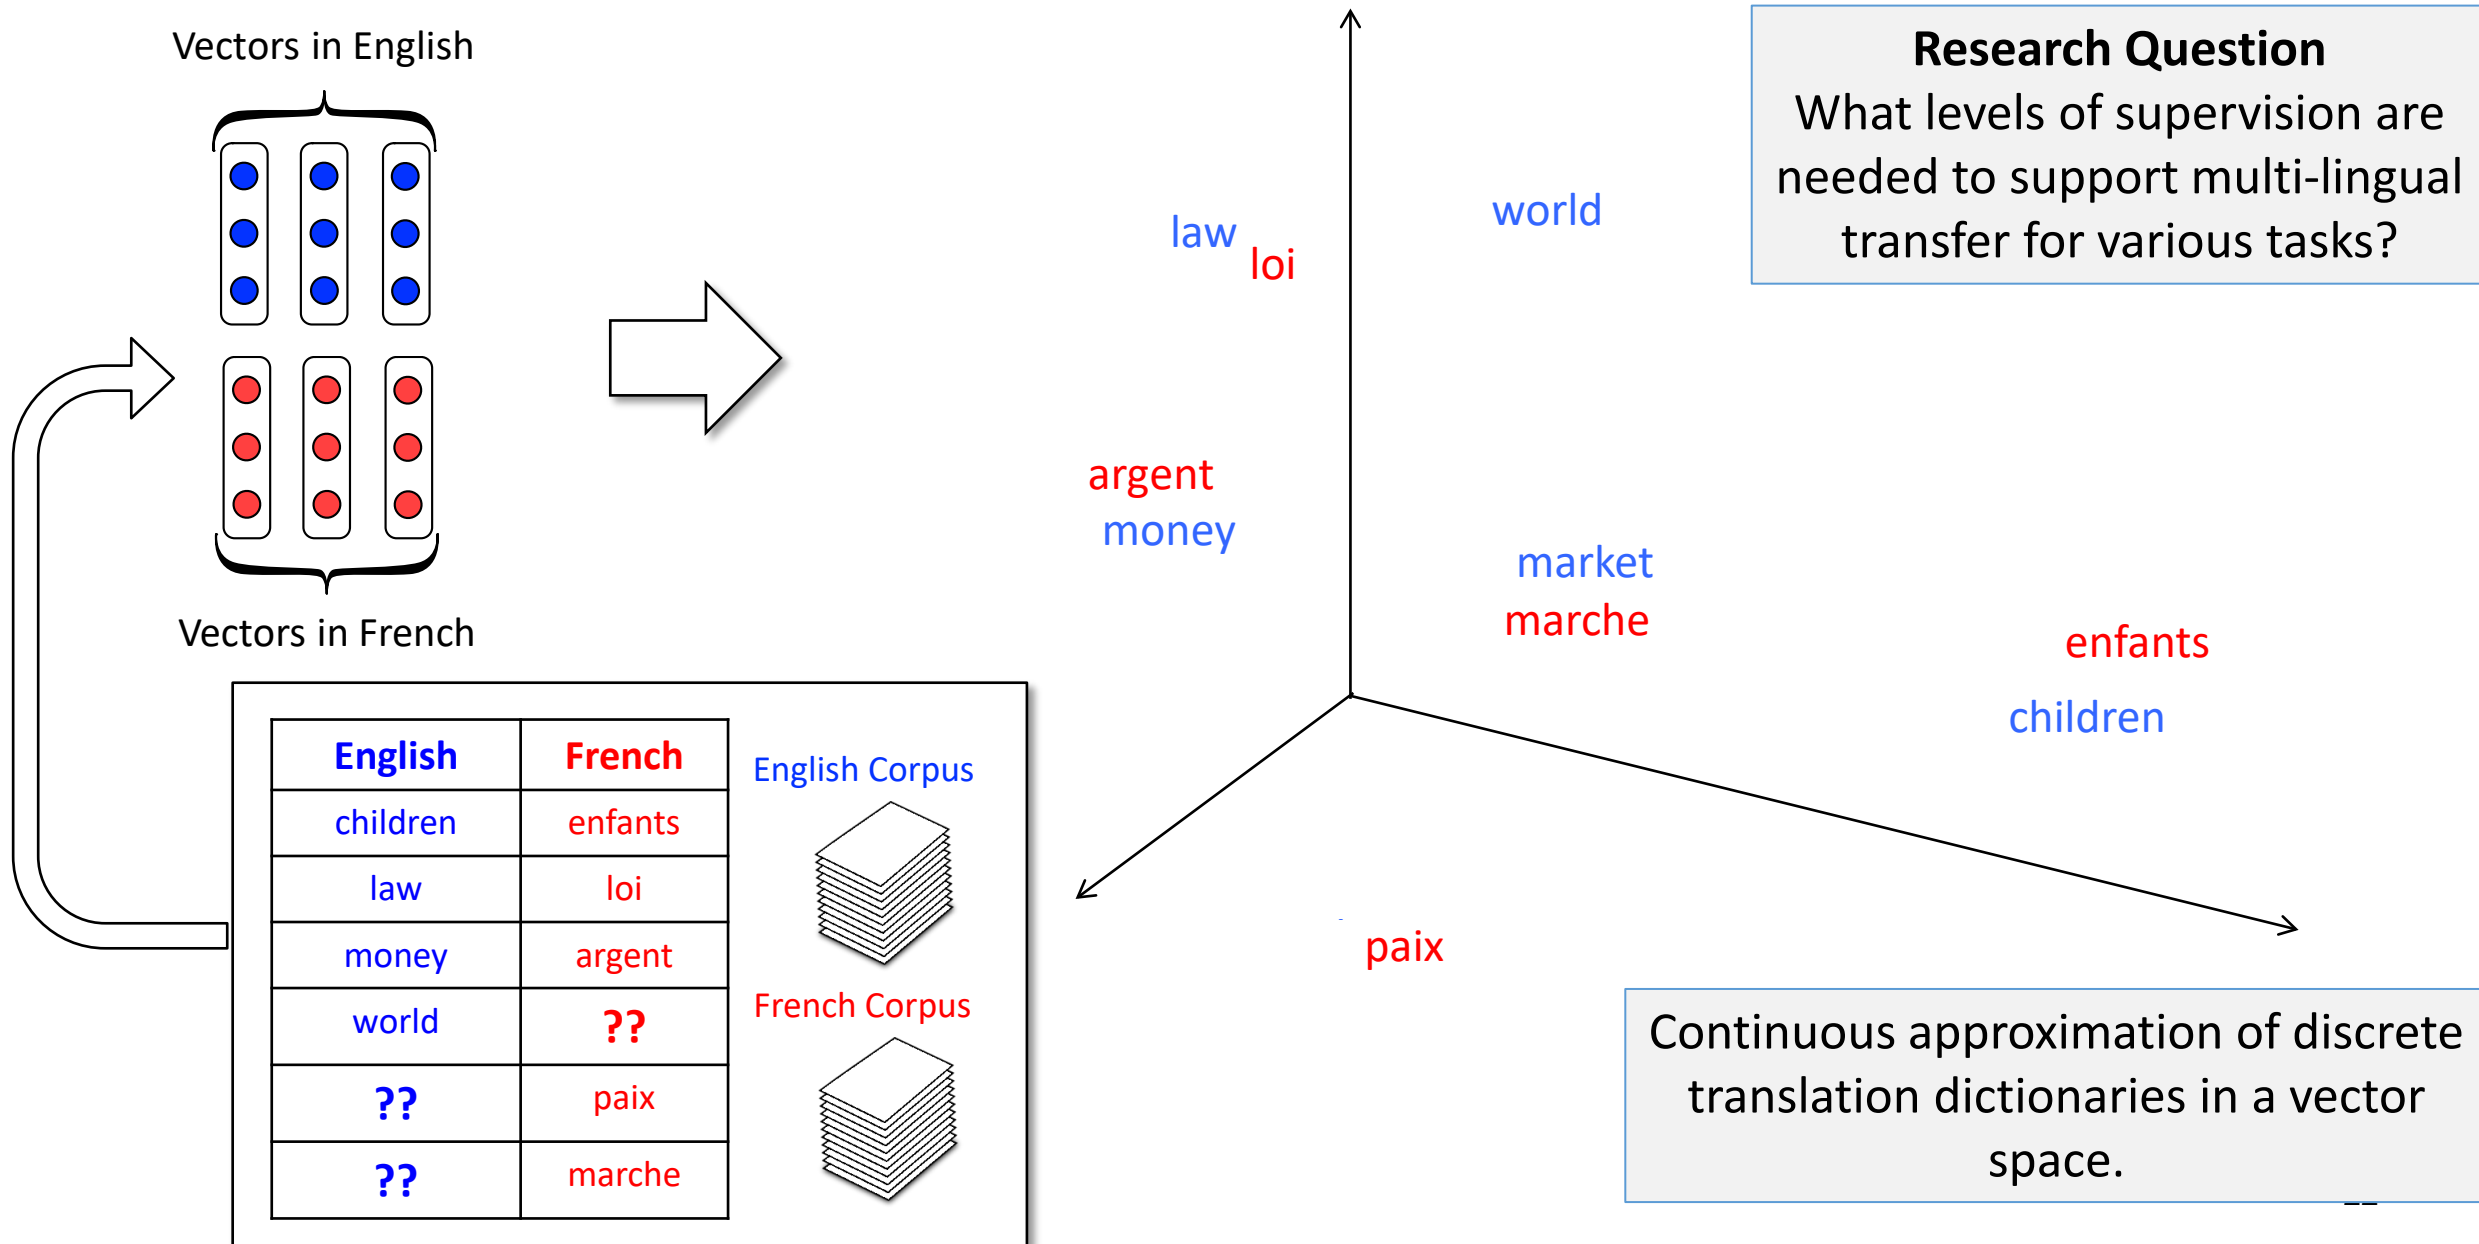 Vectors in English
Vectors in French
English French
children enfants
law loi
money argent
world ??
?? paix
?? marche
English Corpus
French Corpus
law
loi
world
argent
money
market
marche
enfants
children
paix
Research Question
What levels of supervision are
needed to support multi-lingual
transfer for various tasks?
Continuous approximation of discrete
translation dictionaries in a vector
space.